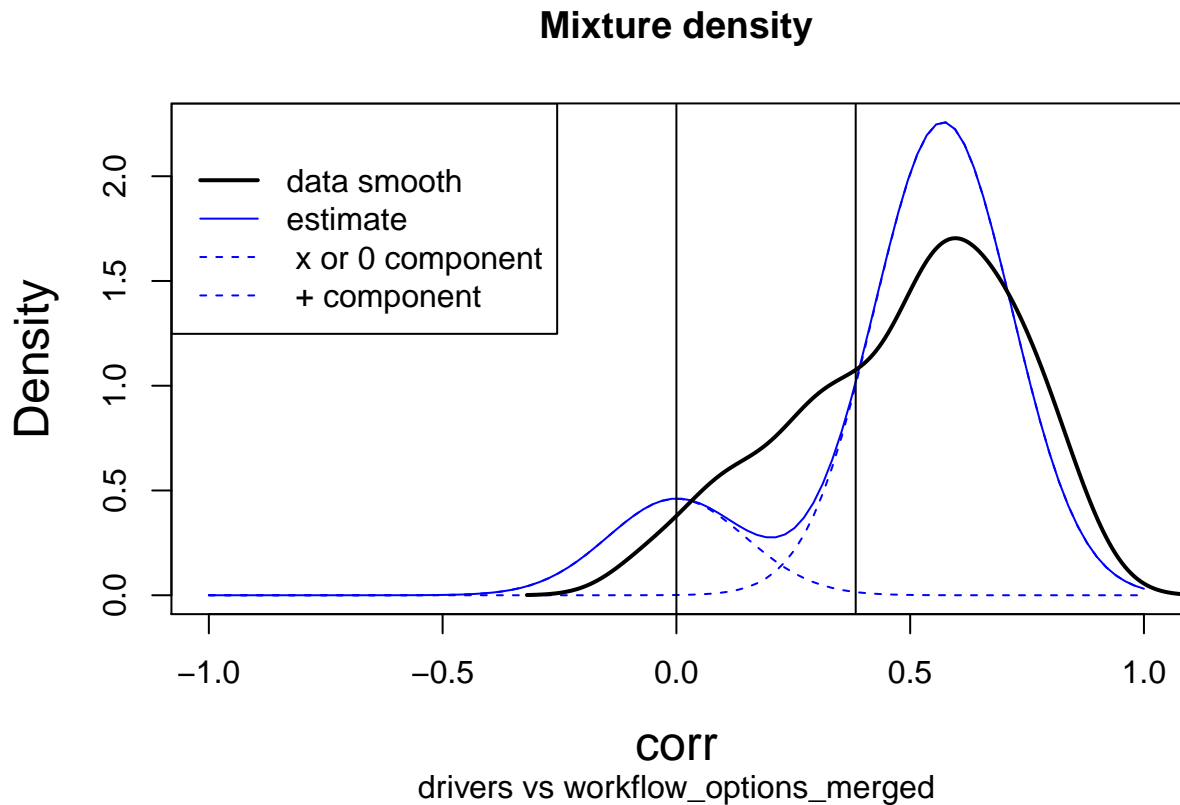 Mixture density
data smooth
estimate
x or 0 component
+ component
Density
2.0
1.5
1.0
0.5
0.0
−1.0 −0.5 0.0 0.5 1.0
corr
drivers vs workflow_options_merged